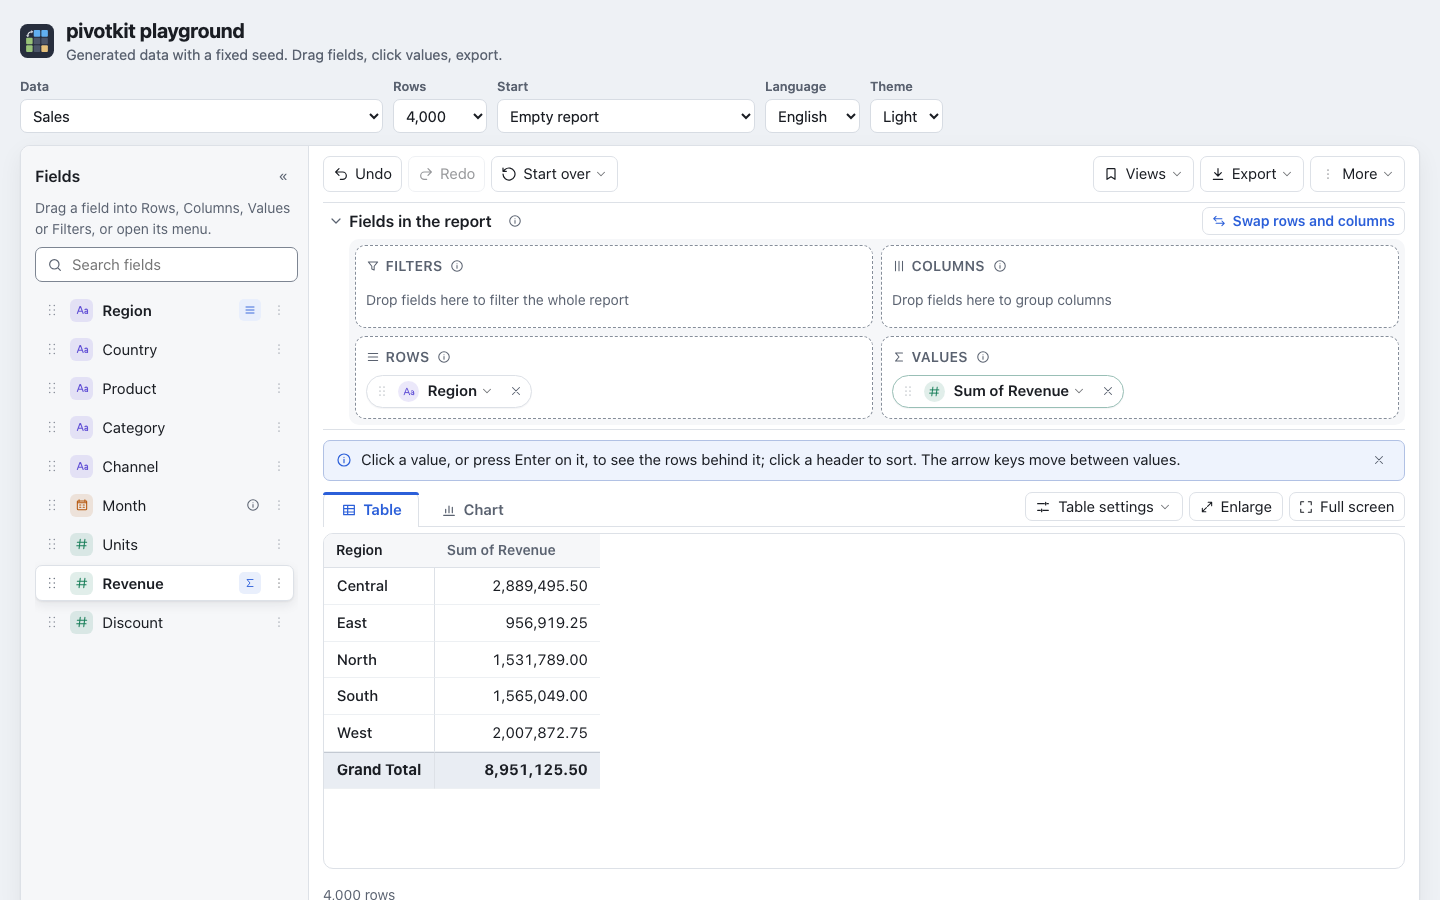 pivotkit playground
Generated data with a fixed seed. Drag fields, click values, export.
Data
Rows
Start
Language
Theme
Sales
4,000
Empty report
English
Light
Fields
«
Drag a field into Rows, Columns, Values
or Filters, or open its menu.
Search fields
Aa Region
Aa Country
Aa Product
Aa Category
Aa Channel
Month
# Units
# Revenue Σ
# Discount
Undo
Redo
Start over
Views
Export
More
Fields in the report
Swap rows and columns
FILTERS
Drop fields here to filter the whole report
COLUMNS
Drop fields here to group columns
ROWS
Aa Region
Σ VALUES
# Sum of Revenue
Click a value, or press Enter on it, to see the rows behind it; click a header to sort. The arrow keys move between values.
Table
Chart
Table settings
Enlarge
Full screen
Region Sum of Revenue
Central 2,889,495.50
East 956,919.25
North 1,531,789.00
South 1,565,049.00
West 2,007,872.75
Grand Total 8,951,125.50
4,000 rows